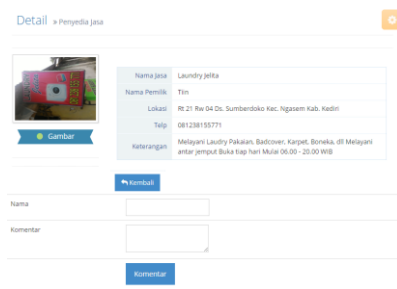 Detail » Penyedia Jasa
Gambar
Nama Jasa Laundry Jelita
Nama Pemilik Tlin
Lokasi Rt 21 Rw 04 Ds. Sumberdoko Kec. Ngasem Kab. Kediri
Telp 081238155771
Keterangan Melayani Laudry Pakaian, Badcover, Karpet, Boneka, dll Melayani
antar jemput Buka tiap hari Mulai 06.00 - 20.00 WIB
Kembali
Nama
Komentar
Komentar